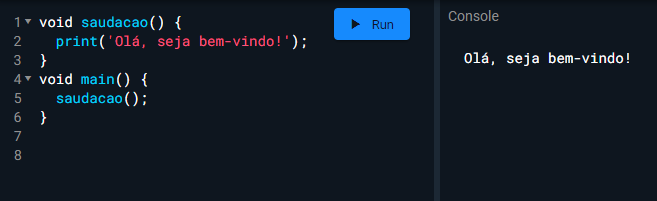 1 void saudacao() {
2 print('Olá, seja bem-vindo!');
3 }
4 void main() {
5 saudacao();
6 }
7
8
Run
Console
Olá, seja bem-vindo!